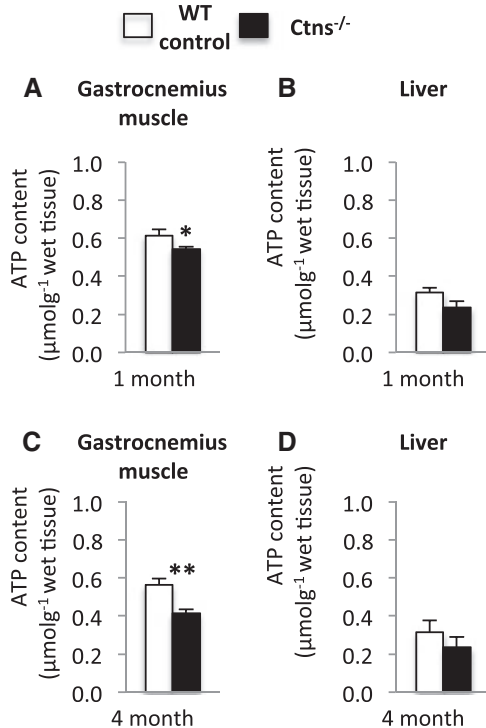 WT
control
Ctns-/-
A
Gastrocnemius
muscle
ATP content
(µmolg-1 wet tissue)
1.0
0.8
0.6
0.4
0.2
0.0
*
1 month
B
Liver
ATP content
(µmolg-1 wet tissue)
1.0
0.8
0.6
0.4
0.2
0.0
1 month
C
Gastrocnemius
muscle
ATP content
(µmolg-1 wet tissue)
1.0
0.8
0.6
0.4
0.2
0.0
**
4 month
D
Liver
ATP content
(µmolg-1 wet tissue)
1.0
0.8
0.6
0.4
0.2
0.0
4 month